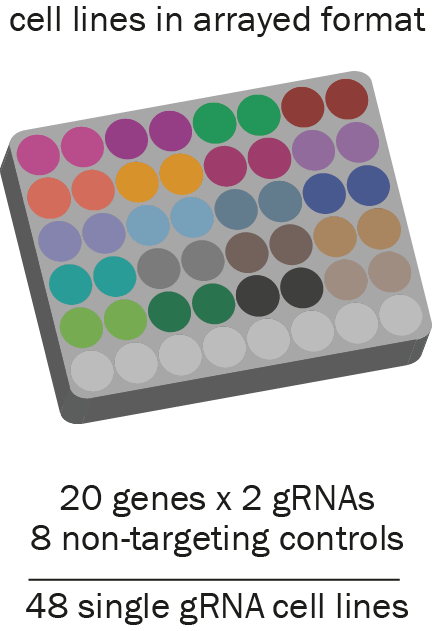 cell lines in arrayed format
20 genes x 2 gRNAs
8 non-targeting controls
48 single gRNA cell lines